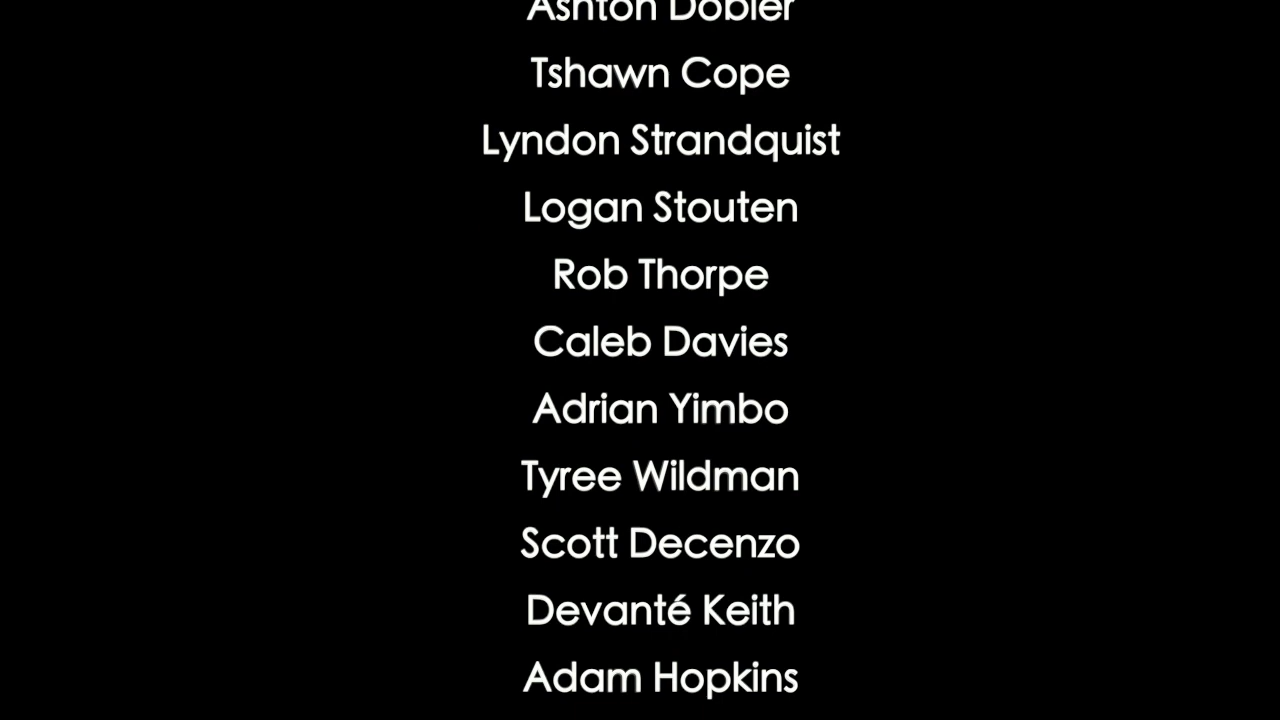 Ashton Dobler
Tshawn Cope
Lyndon Strandquist
Logan Stouten
Rob Thorpe
Caleb Davies
Adrian Yimbo
Tyree Wildman
Scott Decenzo
Devanté Keith
Adam Hopkins